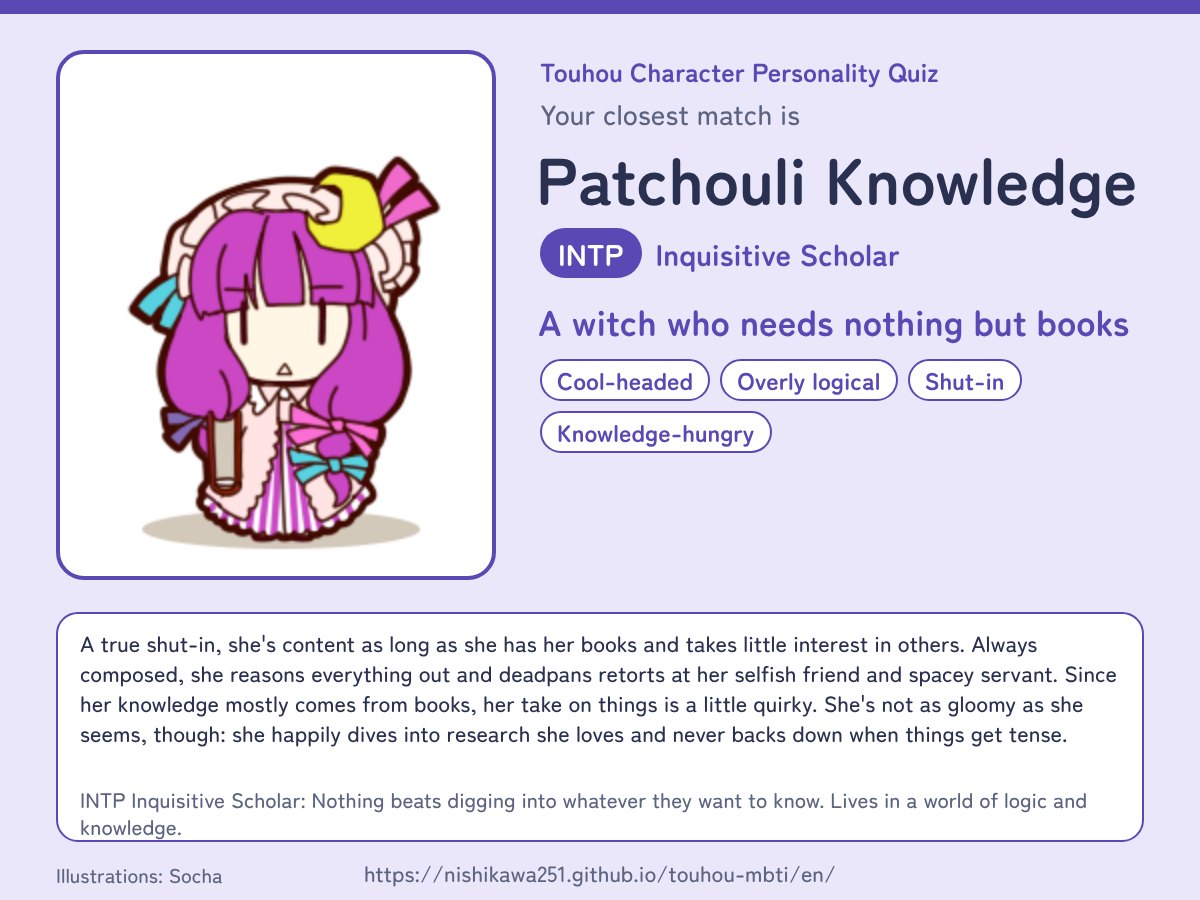 Touhou Character Personality Quiz
Your closest match is
Patchouli Knowledge
INTP Inquisitive Scholar
A witch who needs nothing but books
Cool-headed Overly logical Shut-in
Knowledge-hungry
A true shut-in, she's content as long as she has her books and takes little interest in others. Always
composed, she reasons everything out and deadpans retorts at her selfish friend and spacey servant. Since
her knowledge mostly comes from books, her take on things is a little quirky. She's not as gloomy as she
seems, though: she happily dives into research she loves and never backs down when things get tense.
INTP Inquisitive Scholar: Nothing beats digging into whatever they want to know. Lives in a world of logic and
knowledge.
Illustrations: Socha https://nishikawa251.github.io/touhou-mbti/en/